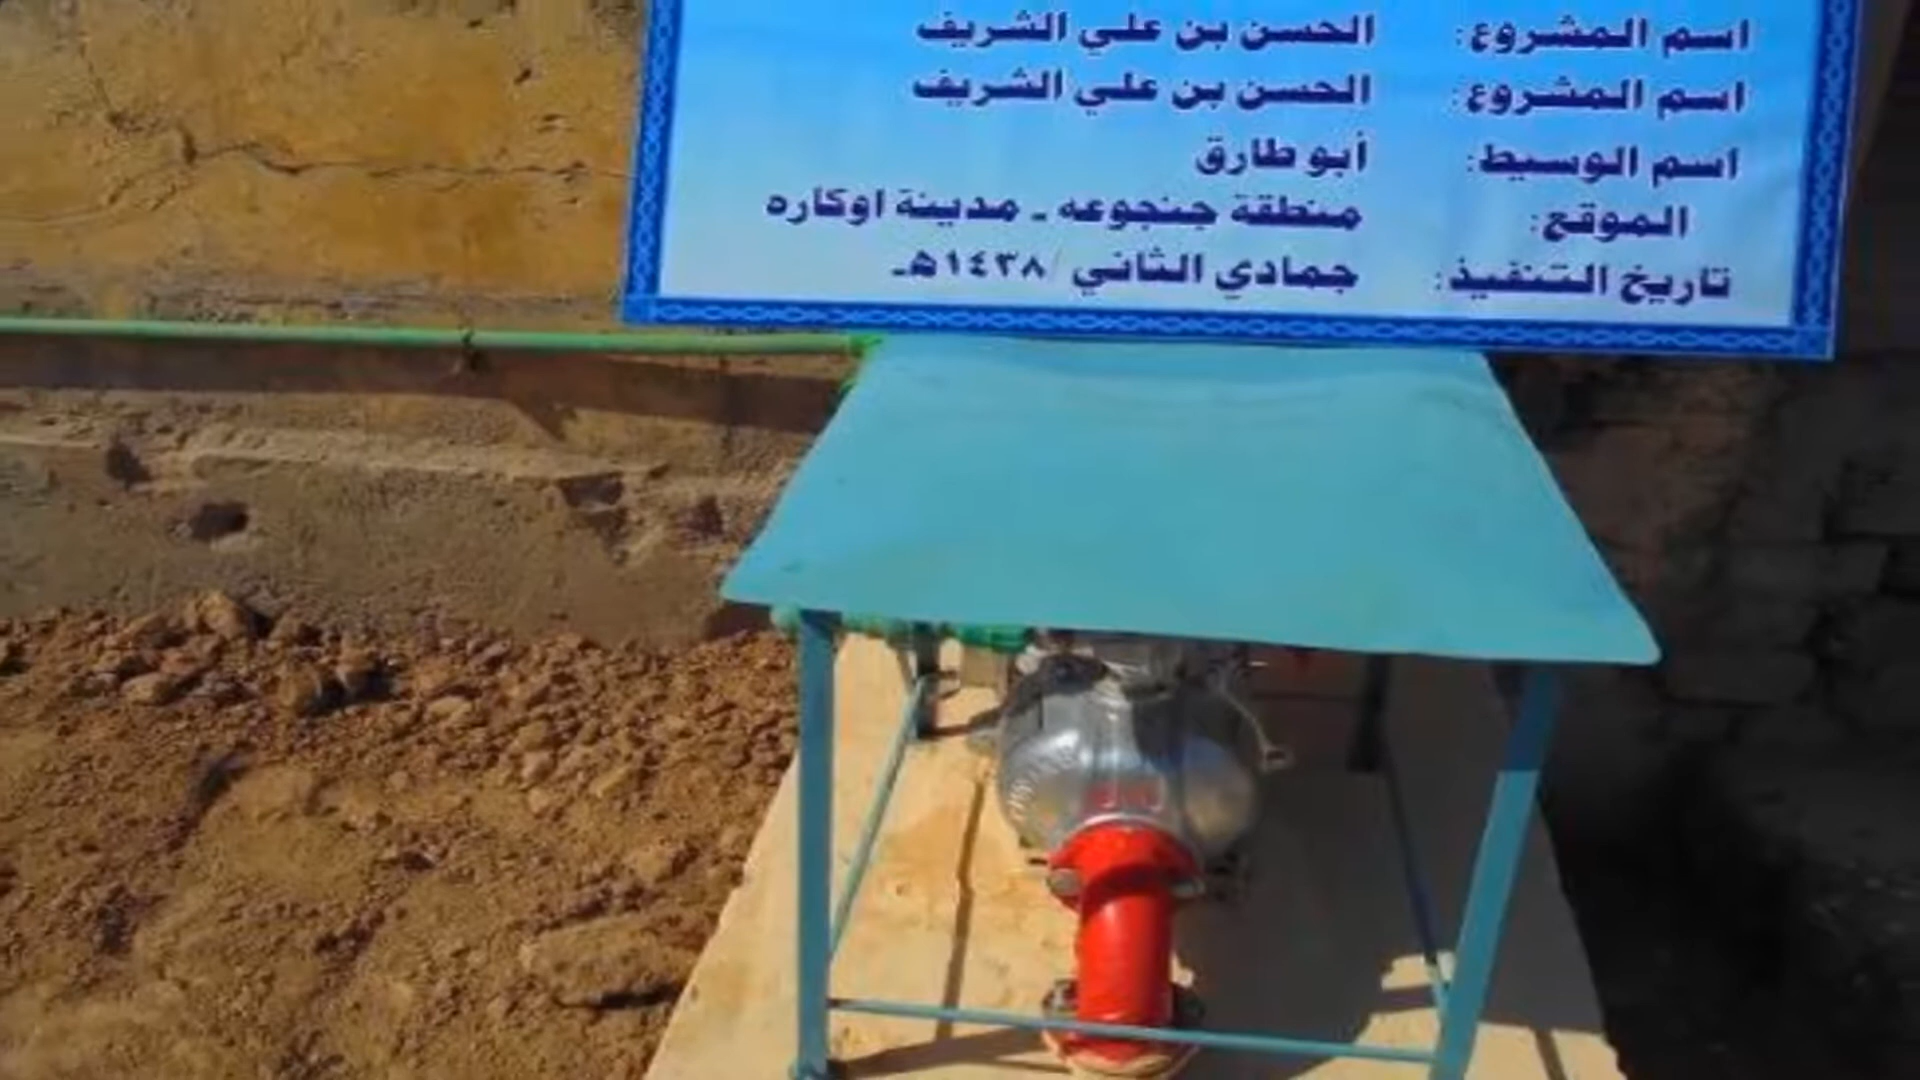 اسم المشروع: الحسن بن علي الشريف
اسم المشروع: الحسن بن علي الشريف
اسم الوسيط: أبو طارق
الموقع: منطقة جنجوعه - مدينة اوكاره
تاريخ التنفيذ: جمادي الثاني / ١٤٣٨هـ